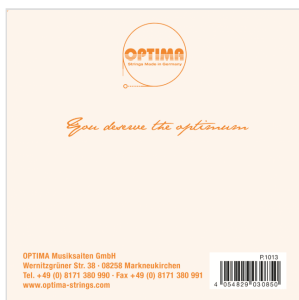 OPTIMA
Strings Made in Germany
You deserve the optimum
OPTIMA Musiksaiten GmbH
Wernitzgrüner Str. 38 · 08258 Markneukirchen
Tel. +49 (0) 8171 380 990 · Fax +49 (0) 8171 380 991
www.optima-strings.com
P.1013
4 054829 030850